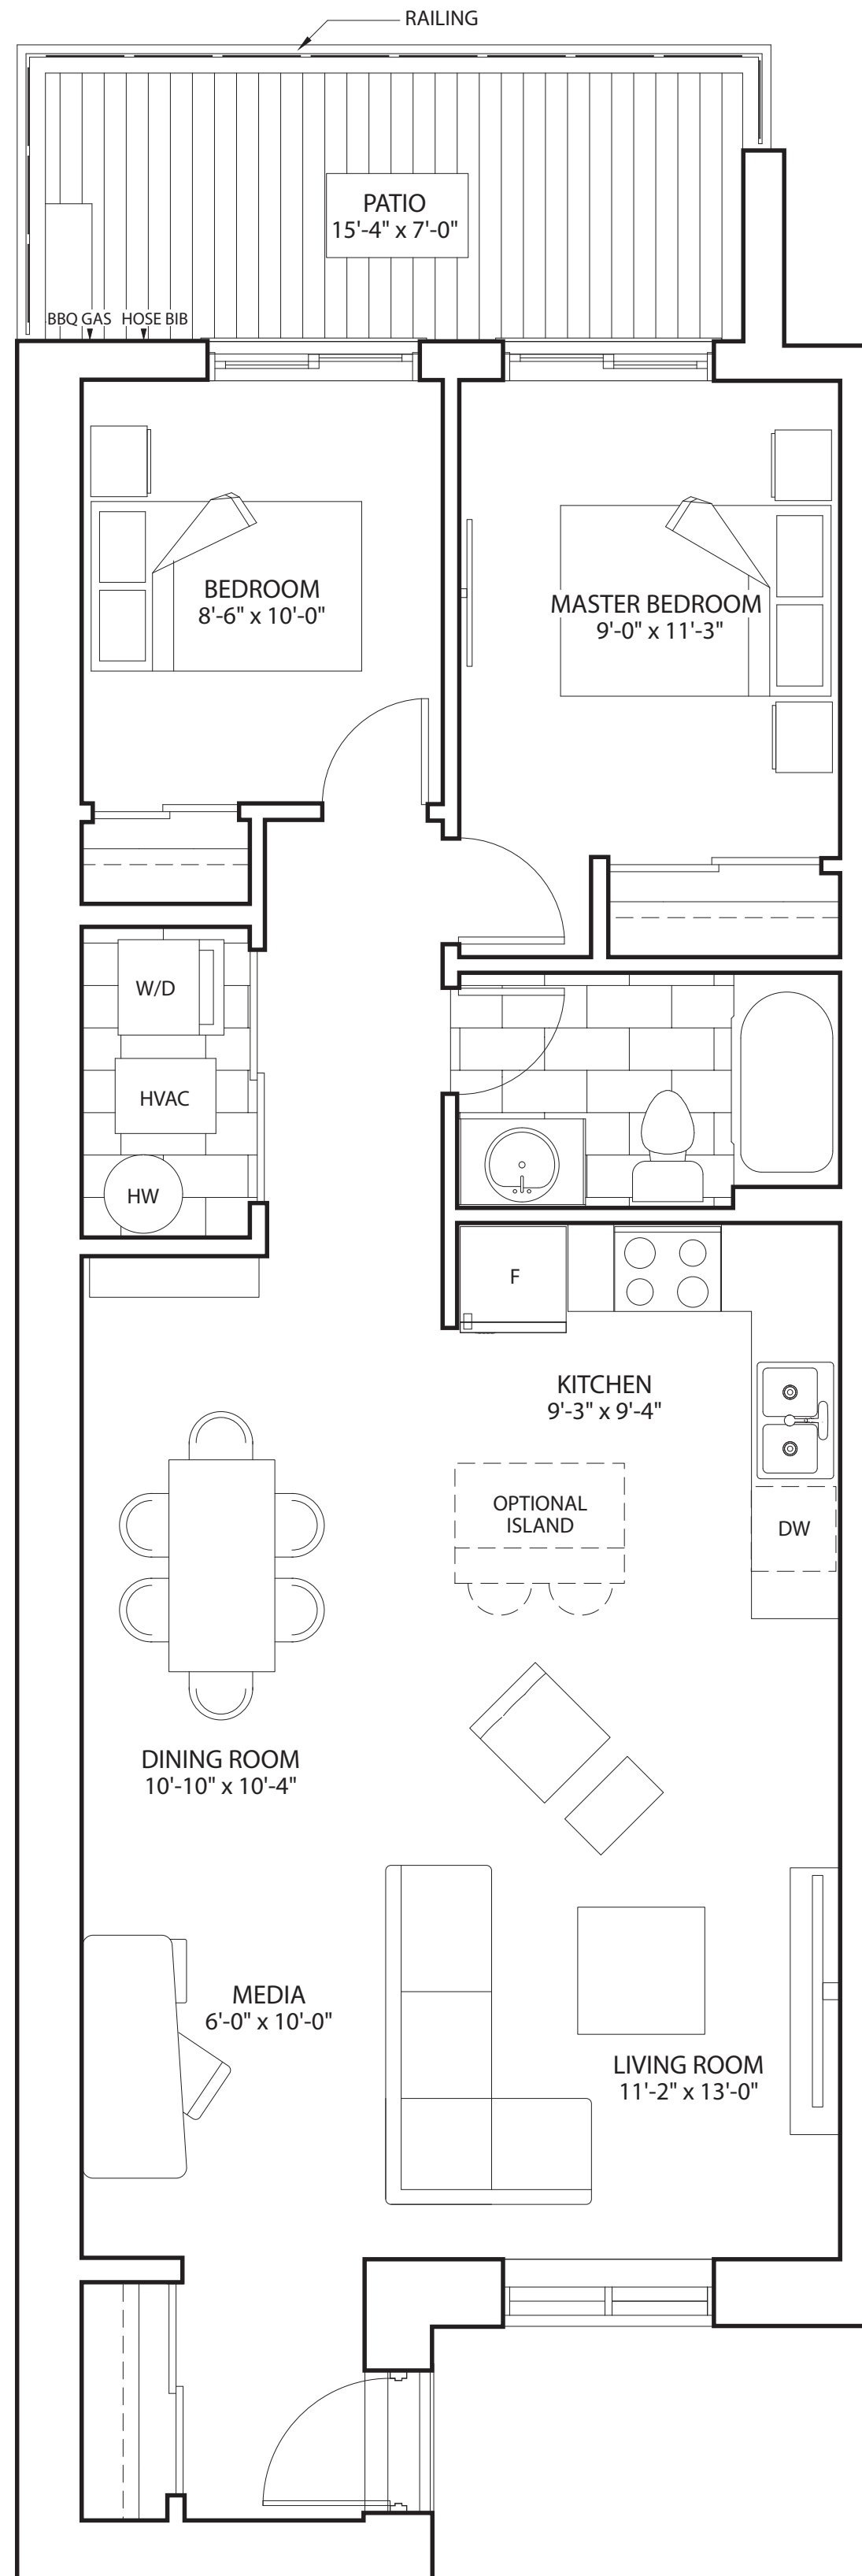 RAILING
PATIO
15'-4" x 7'-0"
BBQ GAS HOSE BIB
BEDROOM
8'-6" x 10'-0"
MASTER BEDROOM
9'-0" x 11'-3"
W/D
HVAC
HW
F
KITCHEN
9'-3" x 9'-4"
OPTIONAL
ISLAND
DW
DINING ROOM
10'-10" x 10'-4"
MEDIA
6'-0" x 10'-0"
LIVING ROOM
11'-2" x 13'-0"